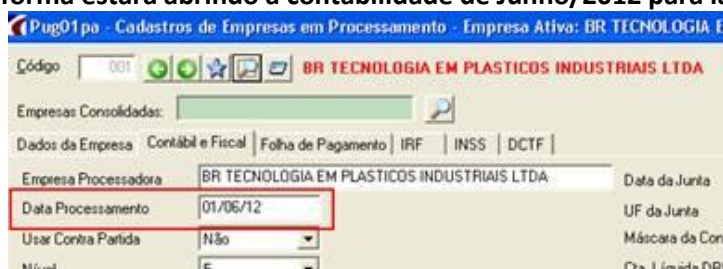 forma estará abrindo a contabilidade de Junho/2012 para
Pug01pa - Cadastros de Empresas em Processamento - Empresa Ativa: BR TECNOLOGIA E
Código 001 BR TECNOLOGIA EM PLASTICOS INDUSTRIAIS LTDA
Empresas Consolidadas:
Dados da Empresa Contábil e Fiscal Folha de Pagamento IRF INSS DCTF
Empresa Processadora BR TECNOLOGIA EM PLASTICOS INDUSTRIAIS LTDA Data da Junta
Data Processamento 01/06/12 UF da Junta
Usar Contra Partida Não Máscara da Con
Nível 5 Cta. Líquida DR